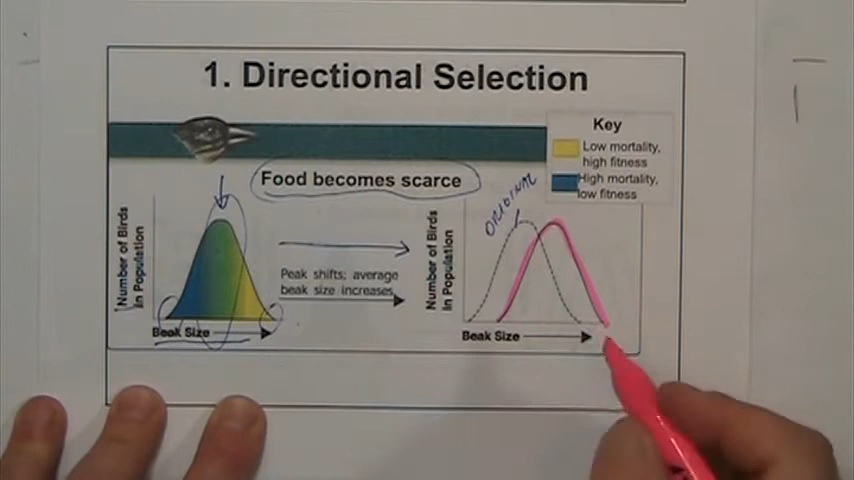 1. Directional Selection
Key
Low mortality,
high fitness
High mortality,
low fitness
Food becomes scarce
ORIGINAL
Number of Birds
in Population
Peak shifts; average
beak size increases
Number of Birds
in Population
Beak Size
Beak Size